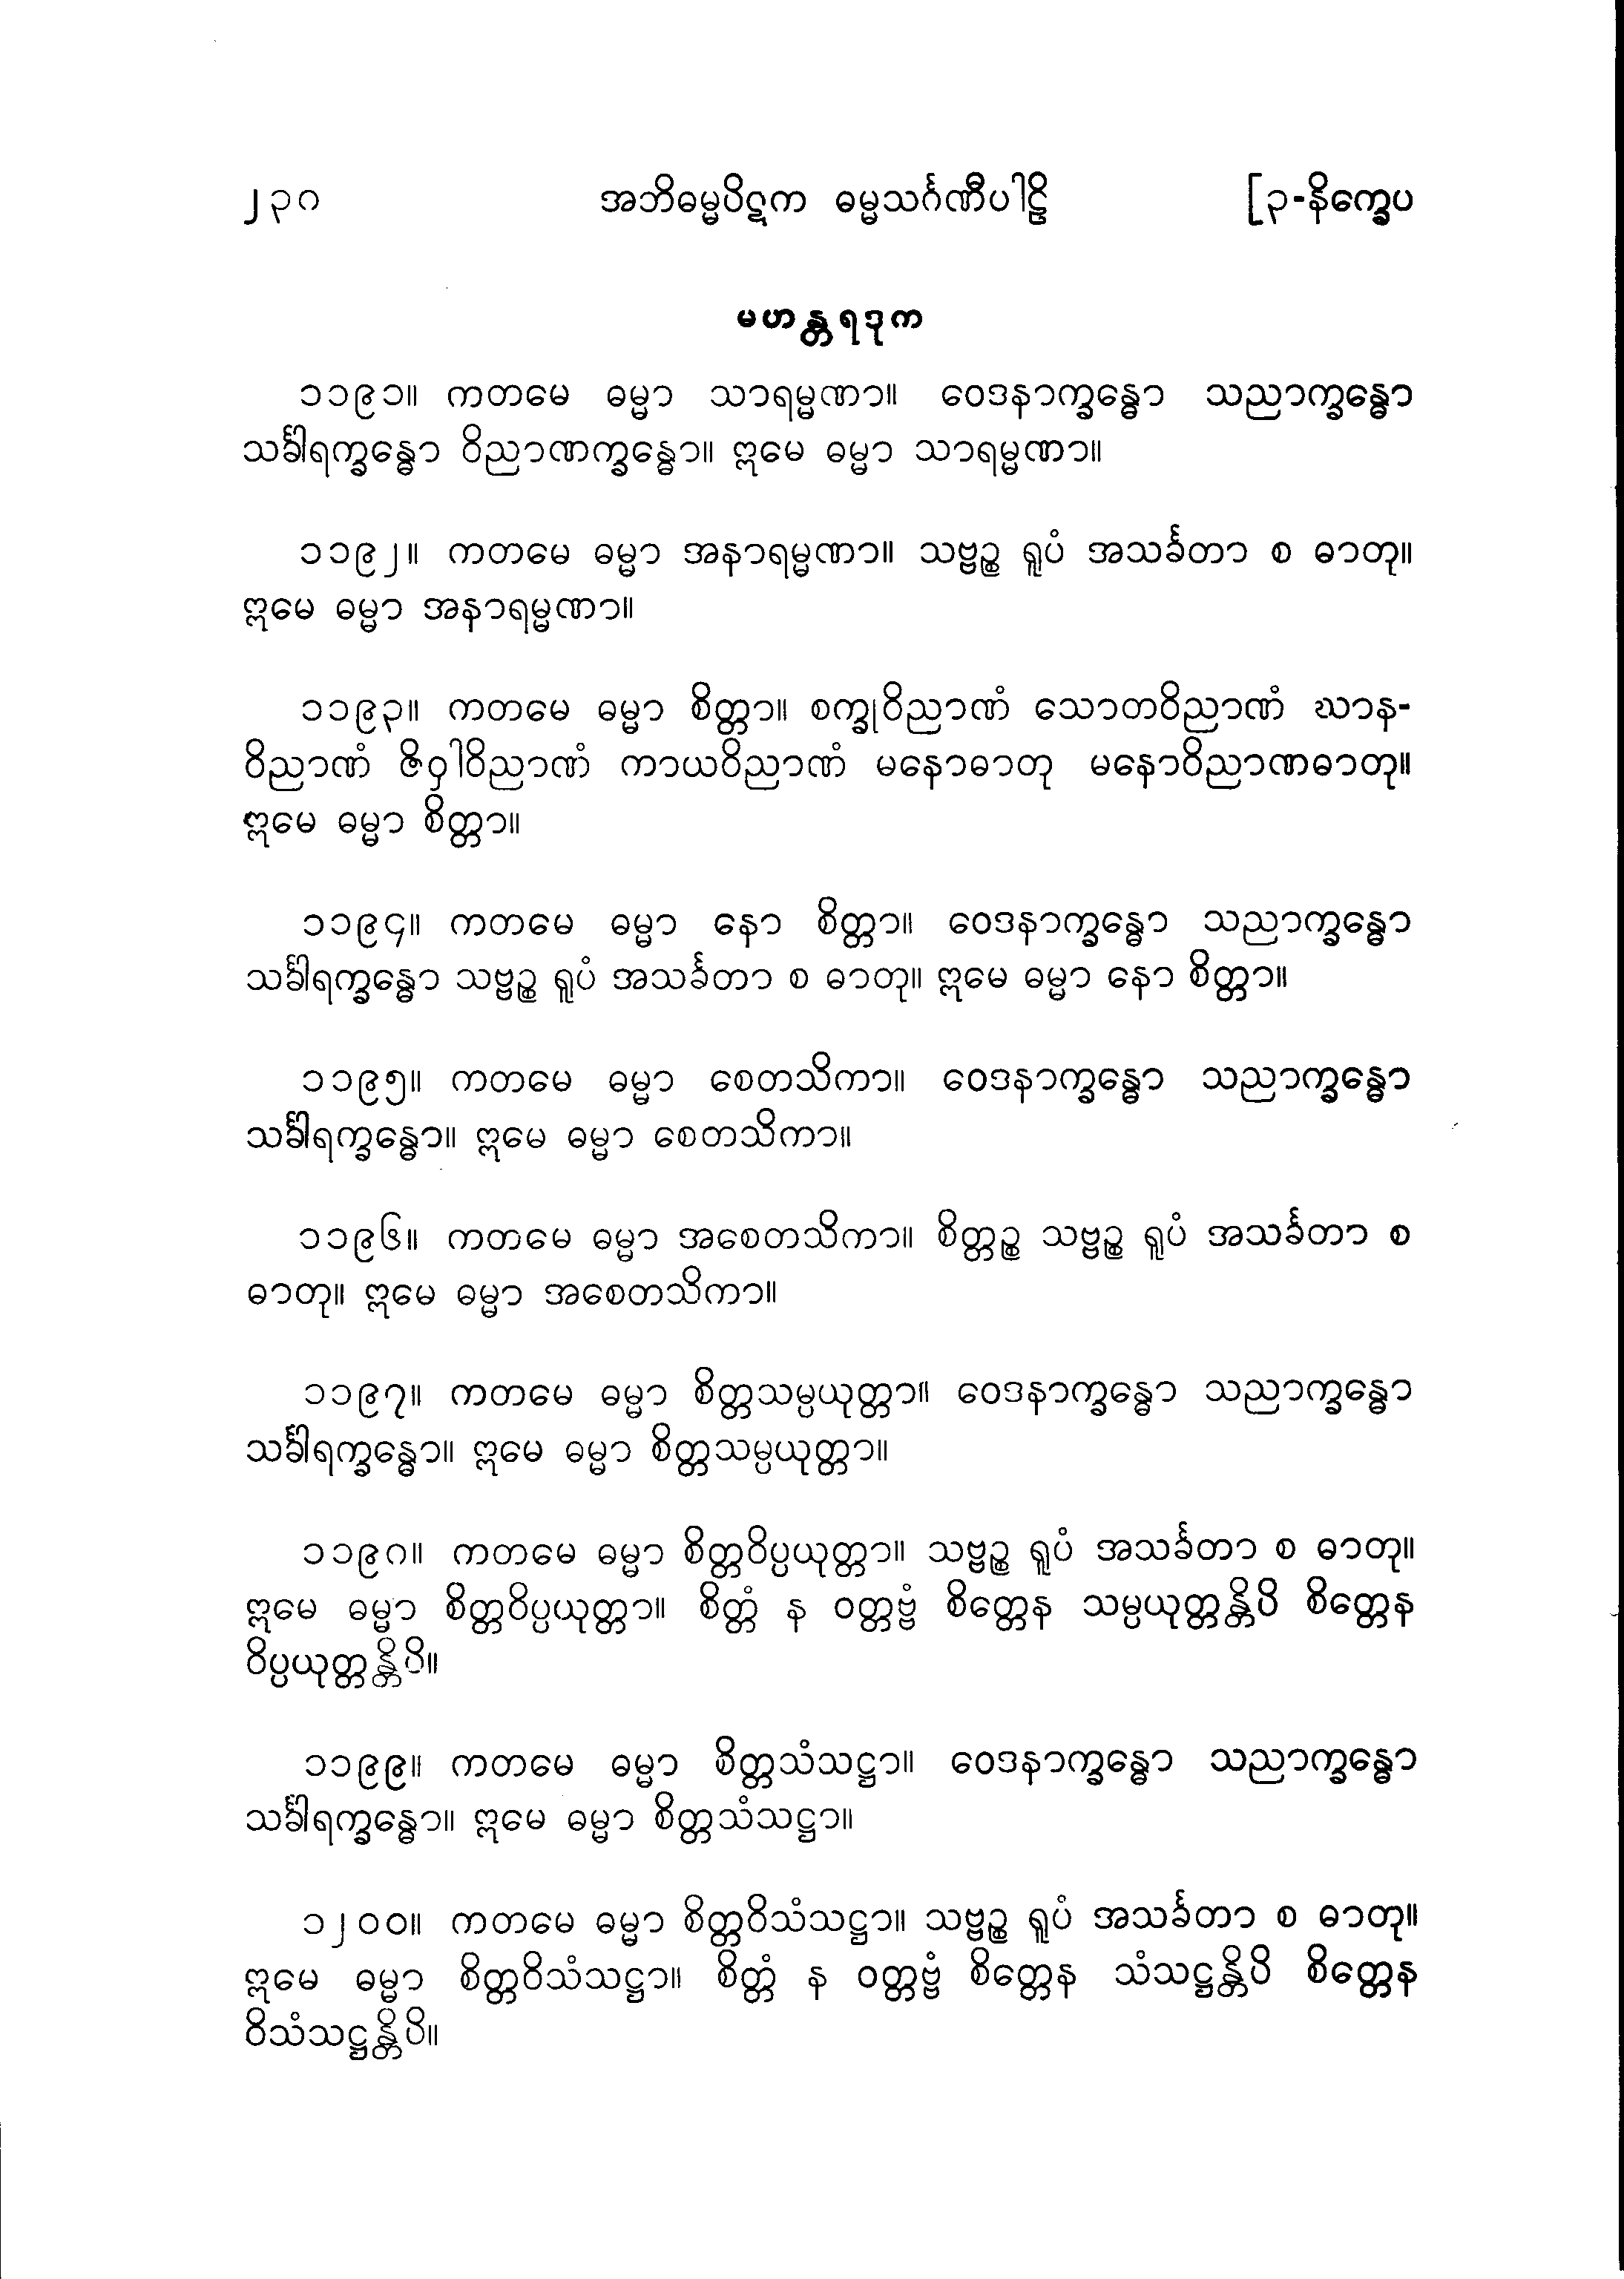 ၂၃၈ အဘိဓမ္မပိဋက ဓမ္မသင်္ဂဏီပါဠိ [၃-နိက္ခေပ
မဟန္တရဒုက
၁၁၉၁။ ကတမေ ဓမ္မာ သာရမ္မဏာ။ ဝေဒနာက္ခန္ဓော သညာက္ခန္ဓော
သင်္ခါရက္ခန္ဓော ဝိညာဏက္ခန္ဓော။ ဣမေ ဓမ္မာ သာရမ္မဏာ။
၁၁၉၂။ ကတမေ ဓမ္မာ အနာရမ္မဏာ။ သဗ္ဗဉ္စ ရူပံ အသင်္ခတာ စ ဓာတု။
ဣမေ ဓမ္မာ အနာရမ္မဏာ။
၁၁၉၃။ ကတမေ ဓမ္မာ စိတ္တာ။ စက္ခုဝိညာဏံ သောတဝိညာဏံ ဃာန-
ဝိညာဏံ ဇိဝှါဝိညာဏံ ကာယဝိညာဏံ မနောဓာတု မနောဝိညာဏဓာတု။
ဣမေ ဓမ္မာ စိတ္တာ။
၁၁၉၄။ ကတမေ ဓမ္မာ နော စိတ္တာ။ ဝေဒနာက္ခန္ဓော သညာက္ခန္ဓော
သင်္ခါရက္ခန္ဓော သဗ္ဗဉ္စ ရူပံ အသင်္ခတာ စ ဓာတု။ ဣမေ ဓမ္မာ နော စိတ္တာ။
၁၁၉၅။ ကတမေ ဓမ္မာ စေတသိကာ။ ဝေဒနာက္ခန္ဓော သညာက္ခန္ဓော
သင်္ခါရက္ခန္ဓော။ ဣမေ ဓမ္မာ စေတသိကာ။
၁၁၉၆။ ကတမေ ဓမ္မာ အစေတသိကာ။ စိတ္တဉ္စ သဗ္ဗဉ္စ ရူပံ အသင်္ခတာ စ
ဓာတု။ ဣမေ ဓမ္မာ အစေတသိကာ။
၁၁၉၇။ ကတမေ ဓမ္မာ စိတ္တသမ္ပယုတ္တာ။ ဝေဒနာက္ခန္ဓော သညာက္ခန္ဓော
သင်္ခါရက္ခန္ဓော။ ဣမေ ဓမ္မာ စိတ္တသမ္ပယုတ္တာ။
၁၁၉၈။ ကတမေ ဓမ္မာ စိတ္တဝိပ္ပယုတ္တာ။ သဗ္ဗဉ္စ ရူပံ အသင်္ခတာ စ ဓာတု။
ဣမေ ဓမ္မာ စိတ္တဝိပ္ပယုတ္တာ။ စိတ္တံ န ဝတ္တဗ္ဗံ စိတ္တေန သမ္ပယုတ္တန္တိပိ စိတ္တေန
ဝိပ္ပယုတ္တန္တိပိ။
၁၁၉၉။ ကတမေ ဓမ္မာ စိတ္တသံသဋ္ဌာ။ ဝေဒနာက္ခန္ဓော သညာက္ခန္ဓော
သင်္ခါရက္ခန္ဓော။ ဣမေ ဓမ္မာ စိတ္တသံသဋ္ဌာ။
၁၂၀၀။ ကတမေ ဓမ္မာ စိတ္တဝိသံသဋ္ဌာ။ သဗ္ဗဉ္စ ရူပံ အသင်္ခတာ စ ဓာတု။
ဣမေ ဓမ္မာ စိတ္တဝိသံသဋ္ဌာ။ စိတ္တံ န ဝတ္တဗ္ဗံ စိတ္တေန သံသဋ္ဌန္တိပိ စိတ္တေန
ဝိသံသဋ္ဌန္တိပိ။